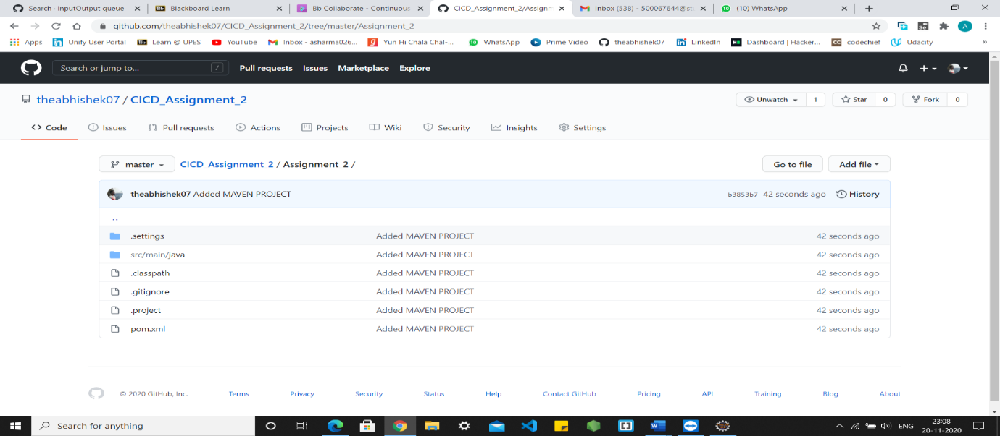 Search · InputOutput queue
Blackboard Learn
Bb Collaborate - Continuous
CICD_Assignment_2/Assignm
Inbox (538) - 500067644@st
(10) WhatsApp
github.com/theabhishek07/CICD_Assignment_2/tree/master/Assignment_2
Apps Unify User Portal Learn @ UPES YouTube Inbox - asharma026... Yun Hi Chala Chal-... WhatsApp Prime Video theabhishek07 LinkedIn Dashboard | Hacker... codechief Udacity »
Search or jump to... / Pull requests Issues Marketplace Explore
theabhishek07 / CICD_Assignment_2 Unwatch 1 Star 0 Fork 0
Code Issues Pull requests Actions Projects Wiki Security Insights Settings
master CICD_Assignment_2 / Assignment_2 / Go to file Add file
theabhishek07 Added MAVEN PROJECT b3853b7 42 seconds ago History
..
.settings Added MAVEN PROJECT 42 seconds ago
src/main/java Added MAVEN PROJECT 42 seconds ago
.classpath Added MAVEN PROJECT 42 seconds ago
.gitignore Added MAVEN PROJECT 42 seconds ago
.project Added MAVEN PROJECT 42 seconds ago
pom.xml Added MAVEN PROJECT 42 seconds ago
© 2020 GitHub, Inc. Terms Privacy Security Status Help Contact GitHub Pricing API Training Blog About
Search for anything ENG 23:08
20-11-2020